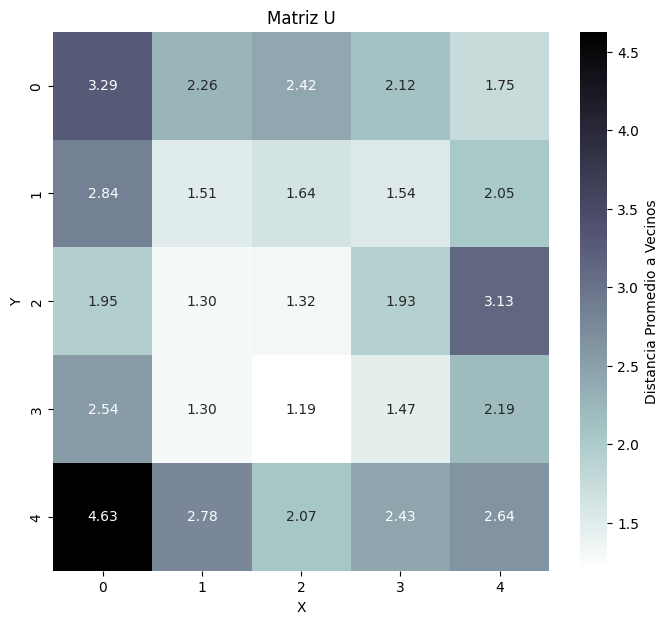 Matriz U
0 3.29 2.26 2.42 2.12 1.75
1 2.84 1.51 1.64 1.54 2.05
2 1.95 1.30 1.32 1.93 3.13
3 2.54 1.30 1.19 1.47 2.19
4 4.63 2.78 2.07 2.43 2.64
0 1 2 3 4
X
Y
4.5
4.0
3.5
3.0
2.5
2.0
1.5
Distancia Promedio a Vecinos